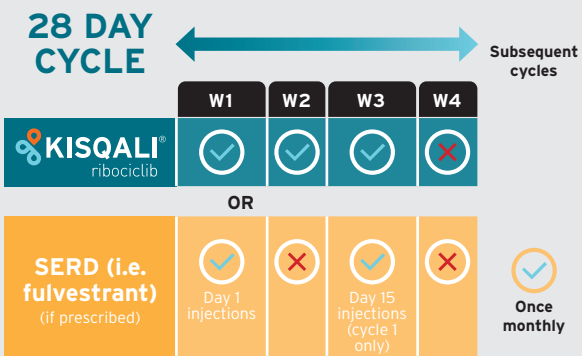 28 DAY
CYCLE
Subsequent
cycles
W1 W2 W3 W4
KISQALI®
ribociclib
OR
SERD (i.e.
fulvestrant)
(if prescribed)
Day 1
injections
Day 15
injections
(cycle 1
only)
Once
monthly